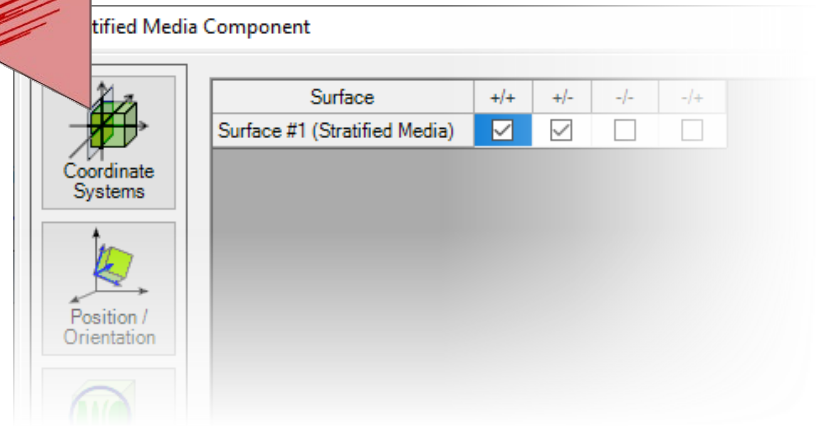 tified Media Component
Surface +/+ +/- -/- -/+
Surface #1 (Stratified Media)
Coordinate
Systems
Position /
Orientation